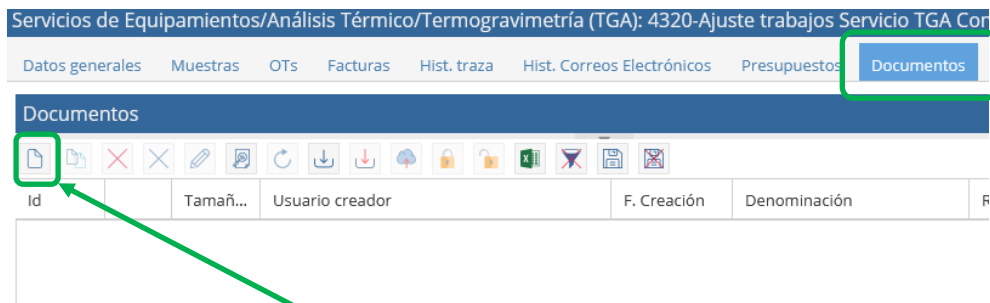 Servicios de Equipamientos/Análisis Térmico/Termogravimetría (TGA): 4320-Ajuste trabajos Servicio TGA Con
Datos generales Muestras OTs Facturas Hist. traza Hist. Correos Electrónicos Presupuestos Documentos
Documentos
Id Tamañ... Usuario creador F. Creación Denominación